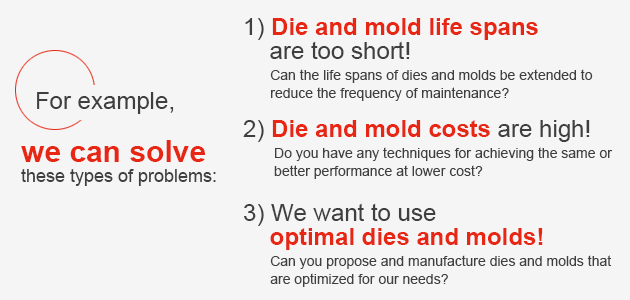 For example,
we can solve
these types of problems:
1) Die and mold life spans
are too short!
Can the life spans of dies and molds be extended to
reduce the frequency of maintenance?
2) Die and mold costs are high!
Do you have any techniques for achieving the same or
better performance at lower cost?
3) We want to use
optimal dies and molds!
Can you propose and manufacture dies and molds that
are optimized for our needs?